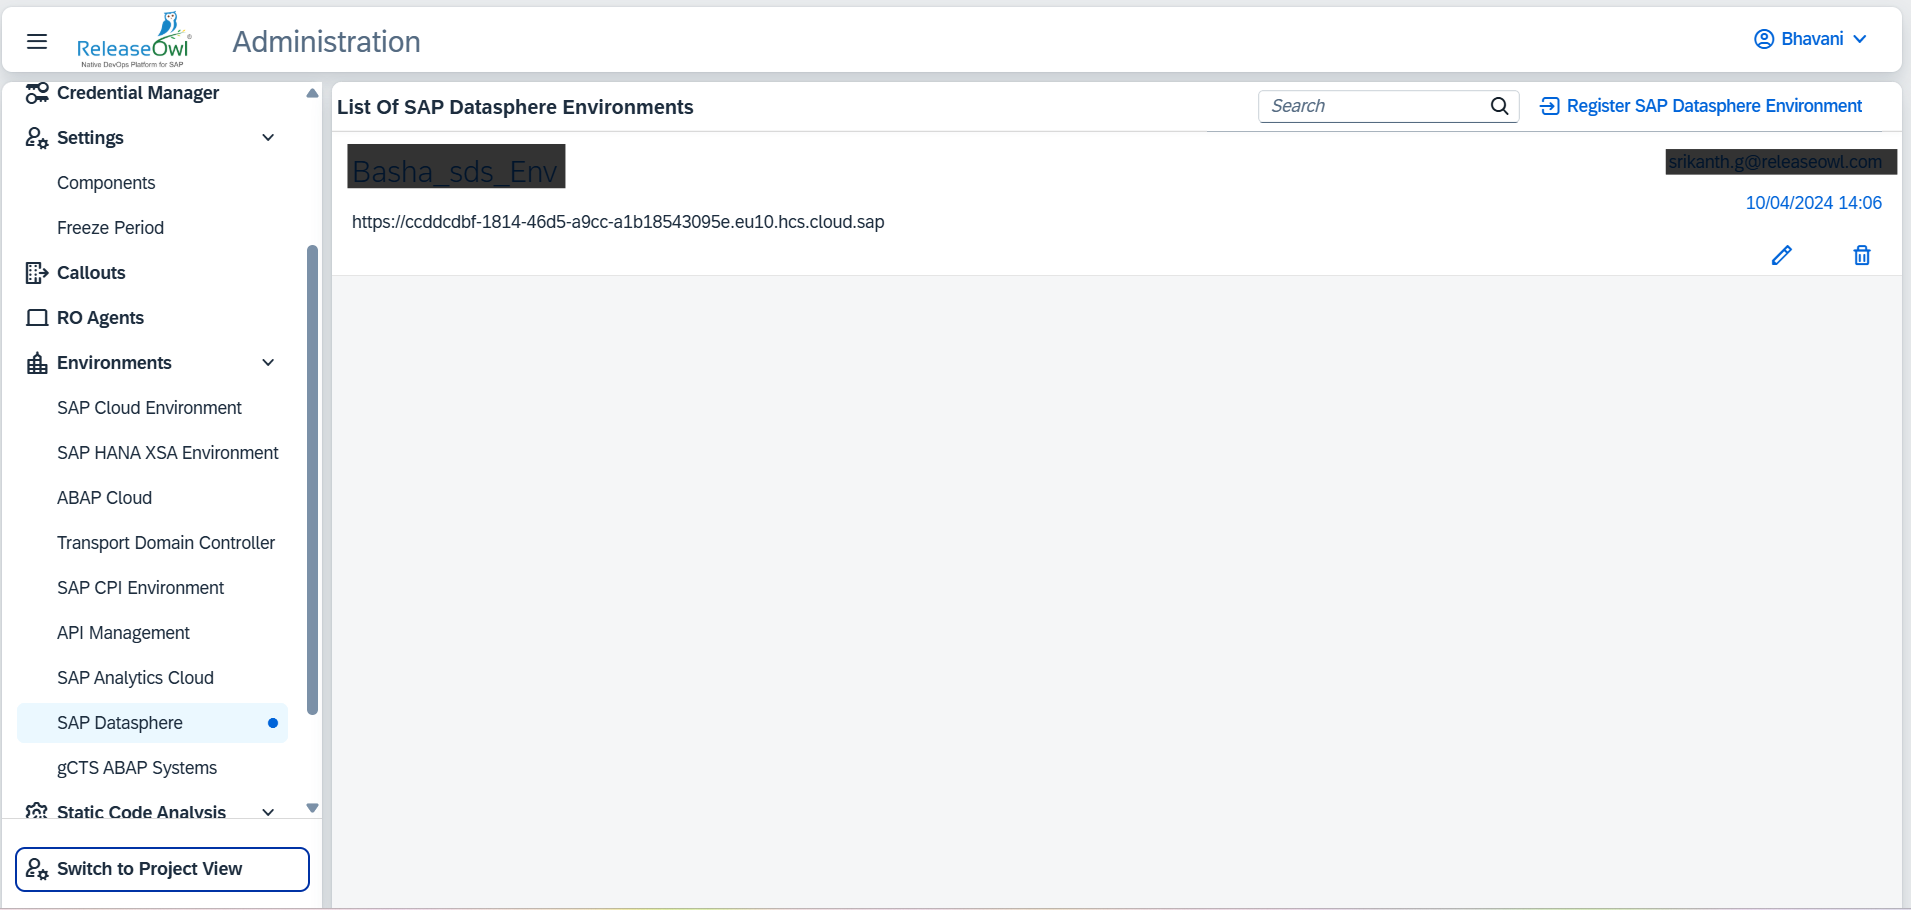 ReleaseOwl
Native DevOps Platform for SAP
Administration
Bhavani
Credential Manager
Settings
Components
Freeze Period
Callouts
RO Agents
Environments
SAP Cloud Environment
SAP HANA XSA Environment
ABAP Cloud
Transport Domain Controller
SAP CPI Environment
API Management
SAP Analytics Cloud
SAP Datasphere
gCTS ABAP Systems
Static Code Analysis
Switch to Project View
List Of SAP Datasphere Environments
Search
Register SAP Datasphere Environment
Basha_sds_Env
srikanth.g@releaseowl.com
10/04/2024 14:06
https://ccddcdbf-1814-46d5-a9cc-a1b18543095e.eu10.hcs.cloud.sap